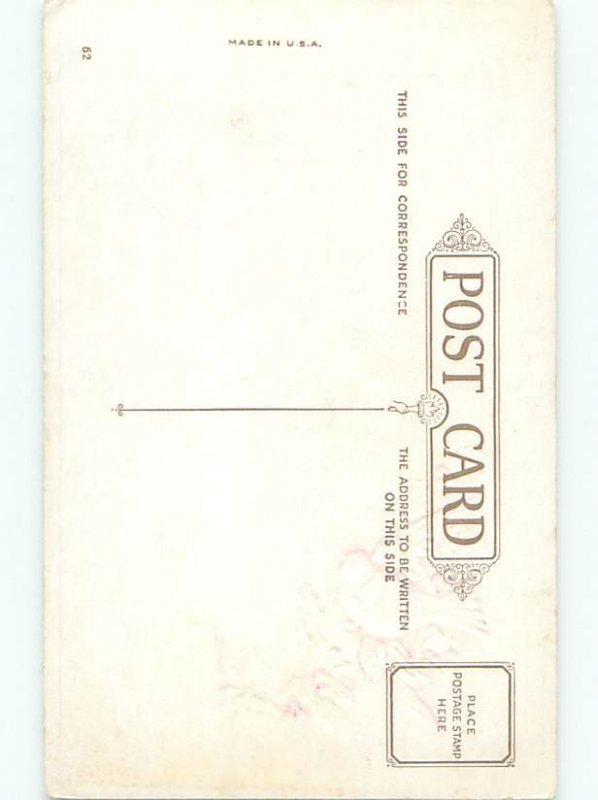 POST CARD
THIS SIDE FOR CORRESPONDENCE
THE ADDRESS TO BE WRITTEN
ON THIS SIDE
PLACE
POSTAGE STAMP
HERE
MADE IN U.S.A.
62